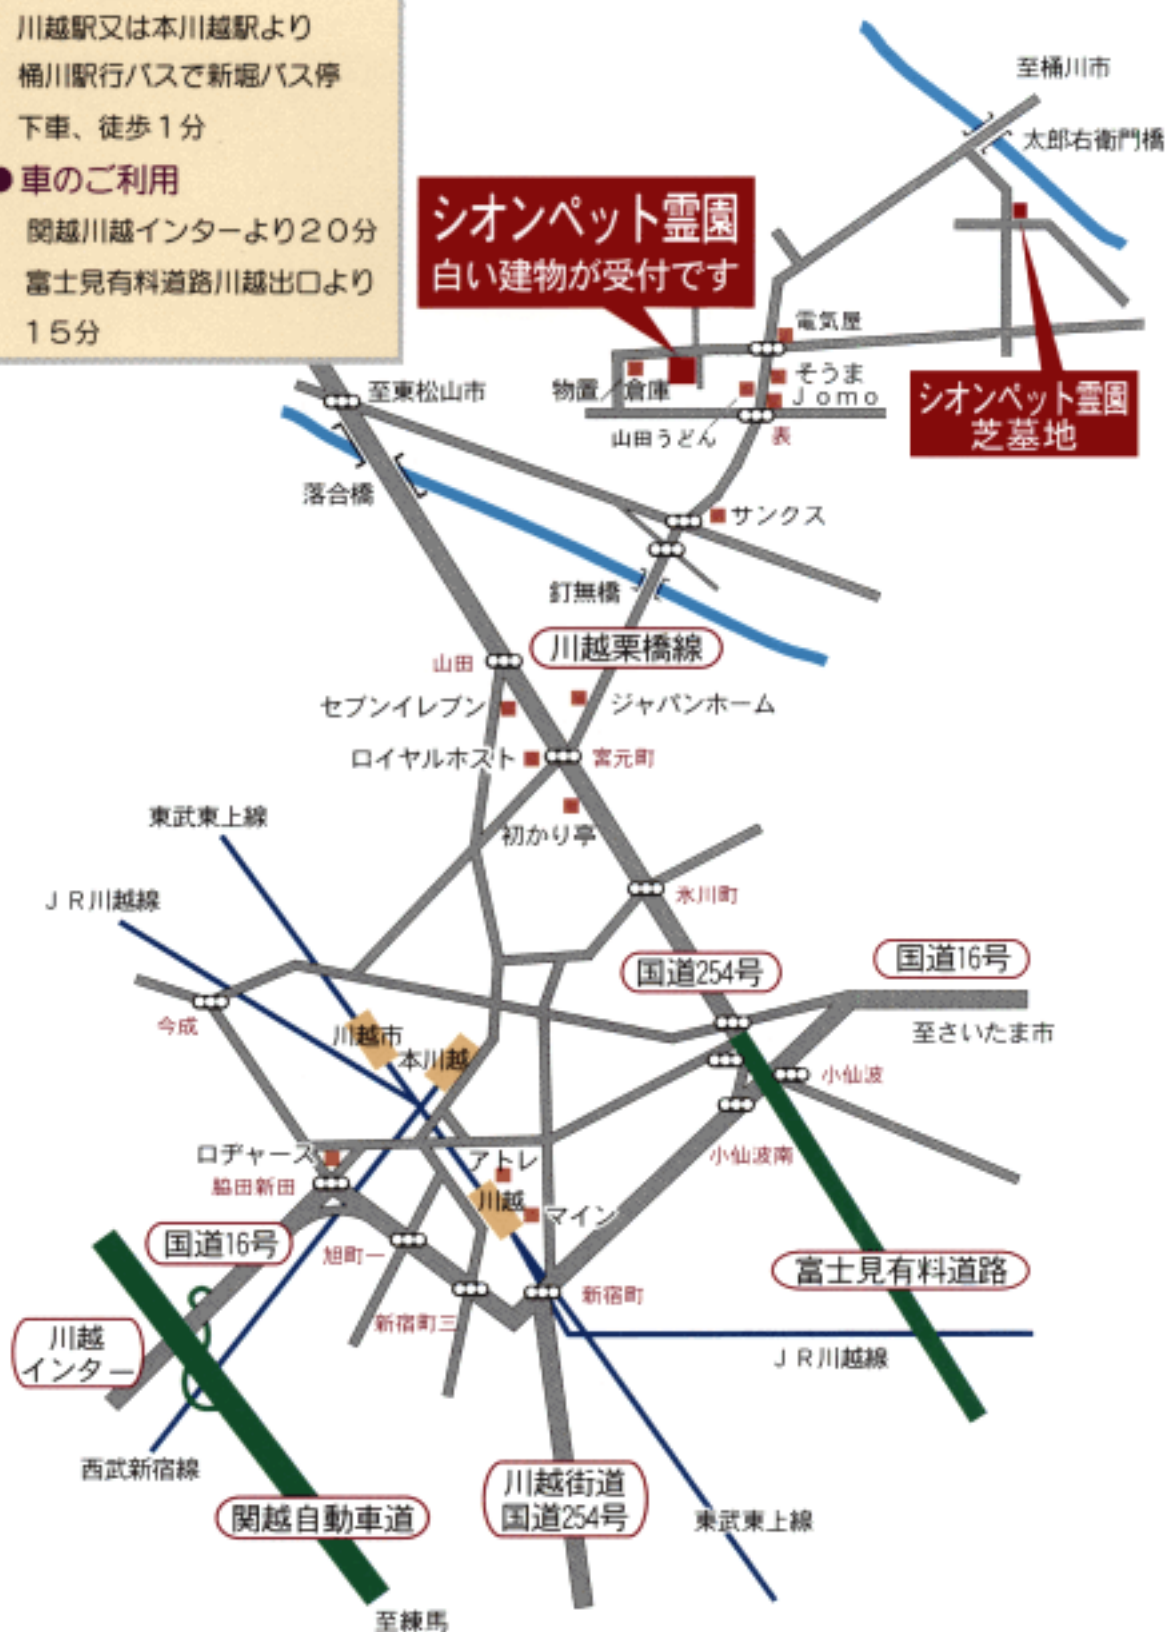 川越駅又は本川越駅より
桶川駅行バスで新堀バス停
下車、徒歩1分
●車のご利用
関越川越インターより20分
富士見有料道路川越出口より
15分
至桶川市
太郎右衛門橋
シオンペット霊園
白い建物が受付です
電気屋
そうま
Jomo
物置/倉庫
山田うどん
表
シオンペット霊園
芝墓地
至東松山市
落合橋
サンクス
釘無橋
川越栗橋線
山田
セブンイレブン
ジャパンホーム
ロイヤルホスト
宮元町
初かり亭
東武東上線
JR川越線
氷川町
国道254号
国道16号
至さいたま市
今成
川越市
本川越
小仙波
小仙波南
ロヂャース
脇田新田
アトレ
川越
マイン
国道16号
旭町一
新宿町
新宿町三
富士見有料道路
川越
インター
JR川越線
西武新宿線
関越自動車道
川越街道
国道254号
東武東上線
至練馬